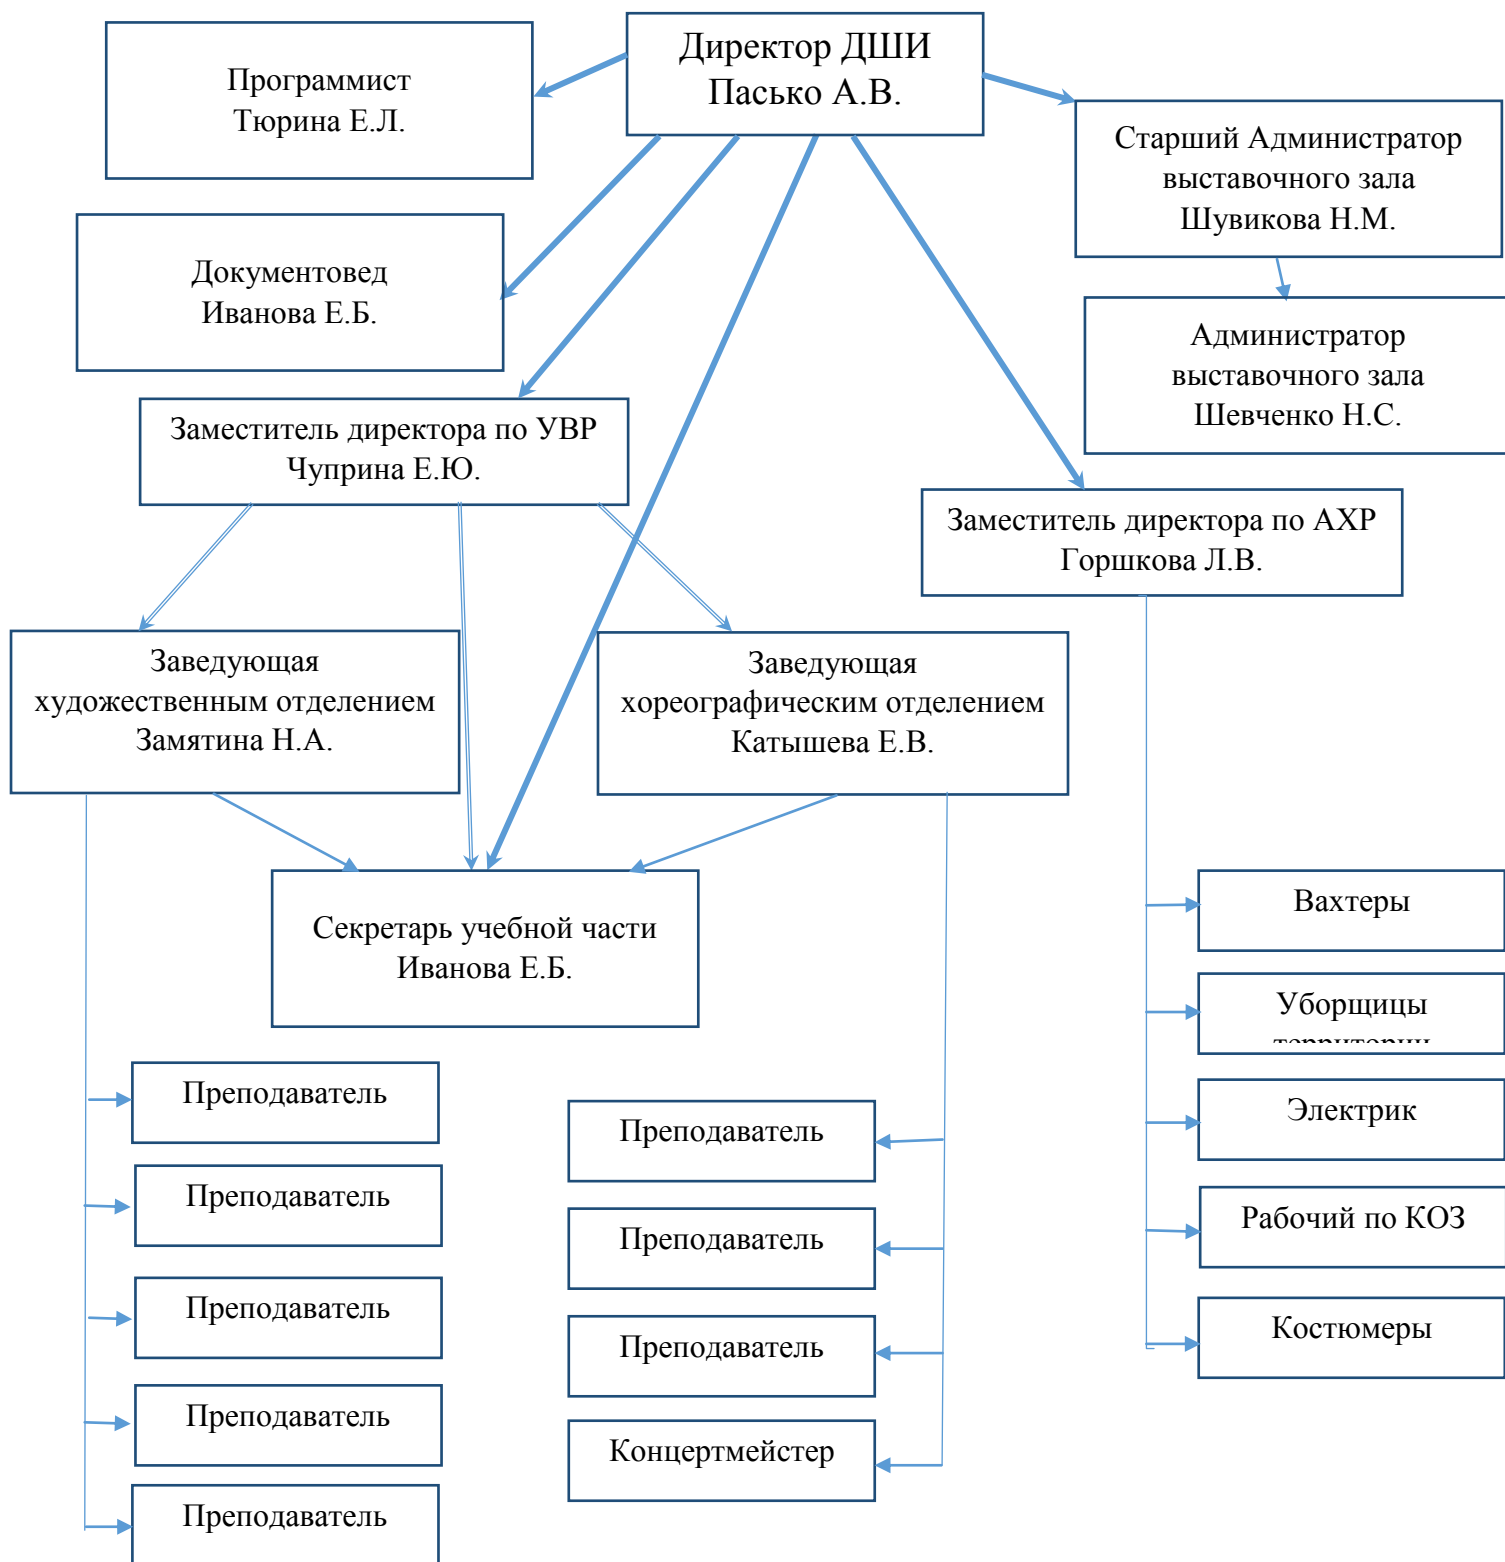 Директор ДШИ
Пасько А.В.
Программист
Тюрина Е.Л.
Старший Администратор
выставочного зала
Шувикова Н.М.
Документовед
Иванова Е.Б.
Администратор
выставочного зала
Шевченко Н.С.
Заместитель директора по УВР
Чуприна Е.Ю.
Заместитель директора по АХР
Горшкова Л.В.
Заведующая
художественным отделением
Замятина Н.А.
Заведующая
хореографическим отделением
Катышева Е.В.
Секретарь учебной части
Иванова Е.Б.
Вахтеры
Уборщицы
территории
Электрик
Рабочий по КОЗ
Костюмеры
Преподаватель
Преподаватель
Преподаватель
Преподаватель
Преподаватель
Преподаватель
Преподаватель
Преподаватель
Концертмейстер